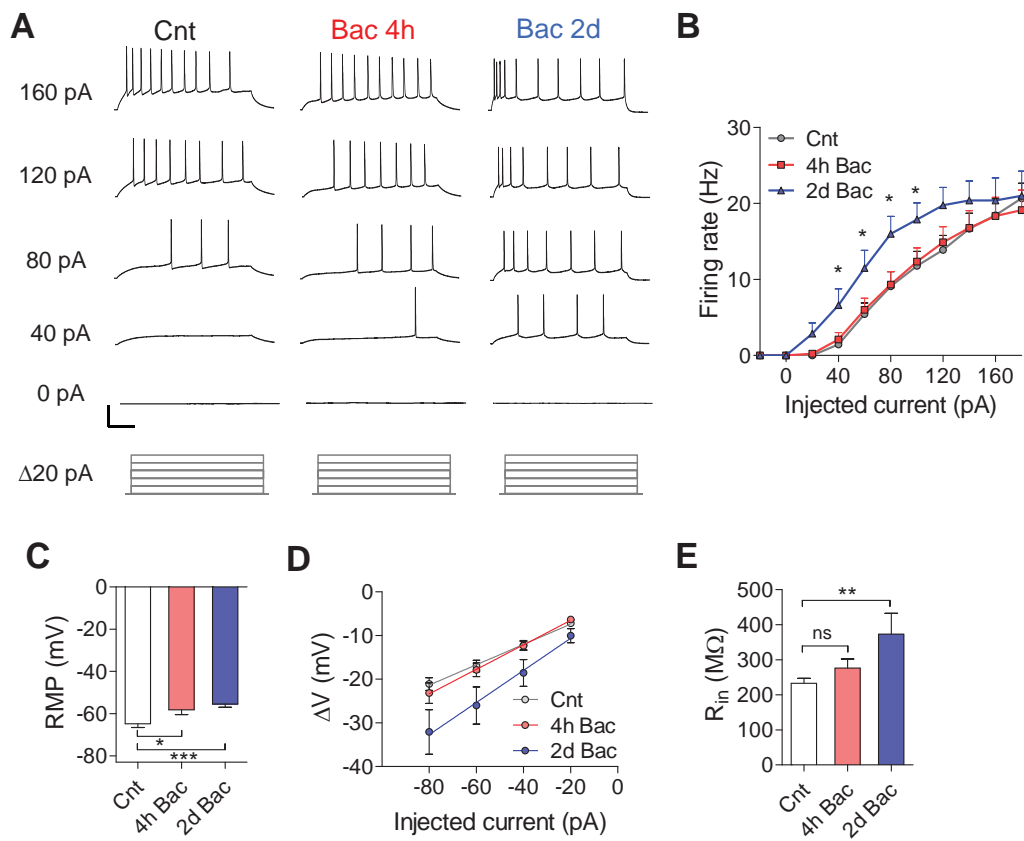 A
Cnt
Bac 4h
Bac 2d
160 pA
120 pA
80 pA
40 pA
0 pA
Δ20 pA
B
Firing rate (Hz)
30
20
10
0
Cnt
4h Bac
2d Bac
*
*
*
*
0
40
80
120
160
Injected current (pA)
C
RMP (mV)
0
-20
-40
-60
-80
*
***
Cnt
4h Bac
2d Bac
D
ΔV (mV)
0
-10
-20
-30
-40
Cnt
4h Bac
2d Bac
-80
-60
-40
-20
0
Injected current (pA)
E
Rin (MΩ)
500
400
300
200
100
0
**
ns
Cnt
4h Bac
2d Bac